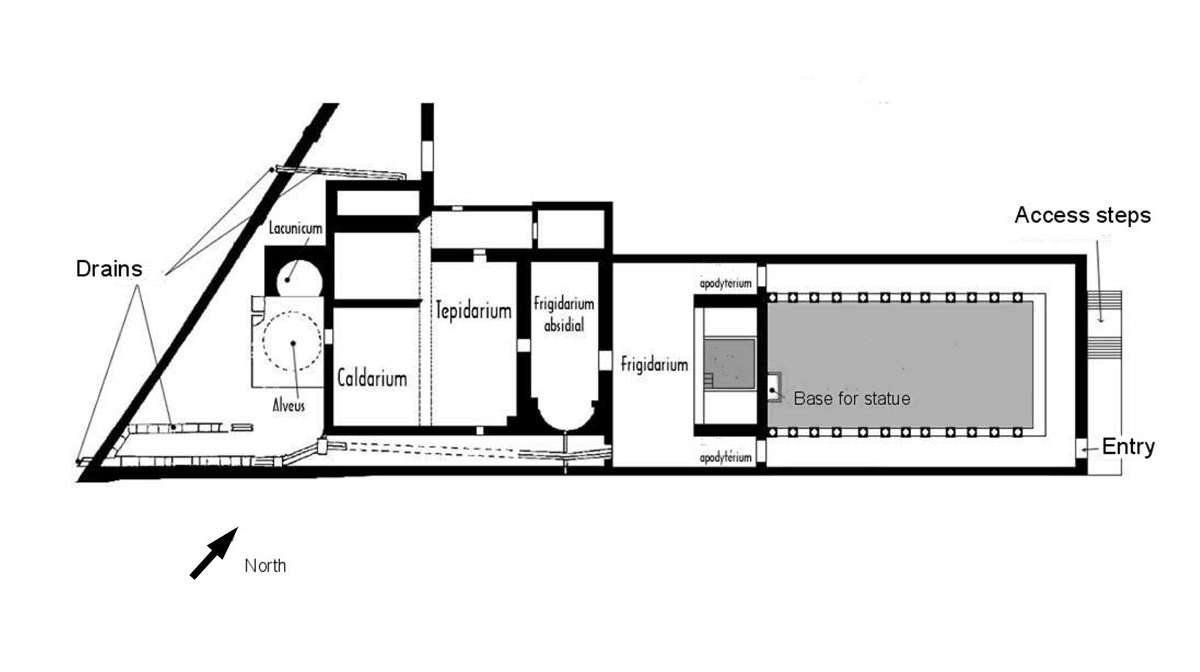 Access steps
Lacunicum
Drains
apodyterium
Tepidarium
Frigidarium
absidial
Frigidarium
Caldarium
Base for statue
Alveus
Entry
apodyterium
North